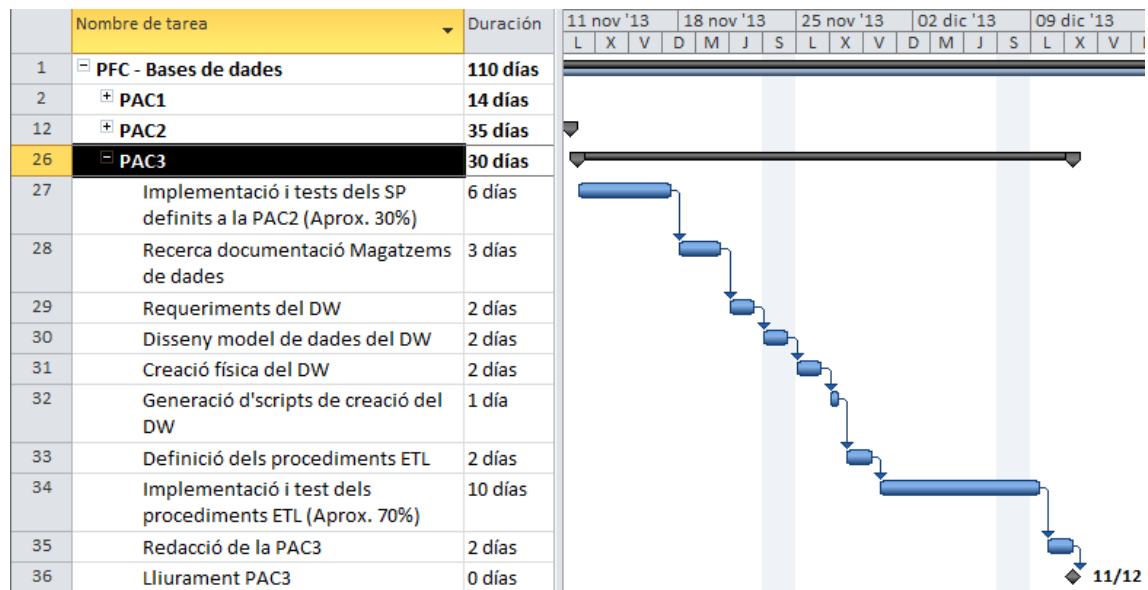 Nombre de tarea Duración 11 nov '13 18 nov '13 25 nov '13 02 dic '13 09 dic '13
L X V D M J S L X V D M J S L X V
1 PFC - Bases de dades 110 días
2 PAC1 14 días
12 PAC2 35 días
26 PAC3 30 días
27 Implementació i tests dels SP 6 días
definits a la PAC2 (Aprox. 30%)
28 Recerca documentació Magatzems 3 días
de dades
29 Requeriments del DW 2 días
30 Disseny model de dades del DW 2 días
31 Creació física del DW 2 días
32 Generació d'scripts de creació del 1 día
DW
33 Definició dels procediments ETL 2 días
34 Implementació i test dels 10 días
procediments ETL (Aprox. 70%)
35 Redacció de la PAC3 2 días
36 Lliurament PAC3 0 días 11/12